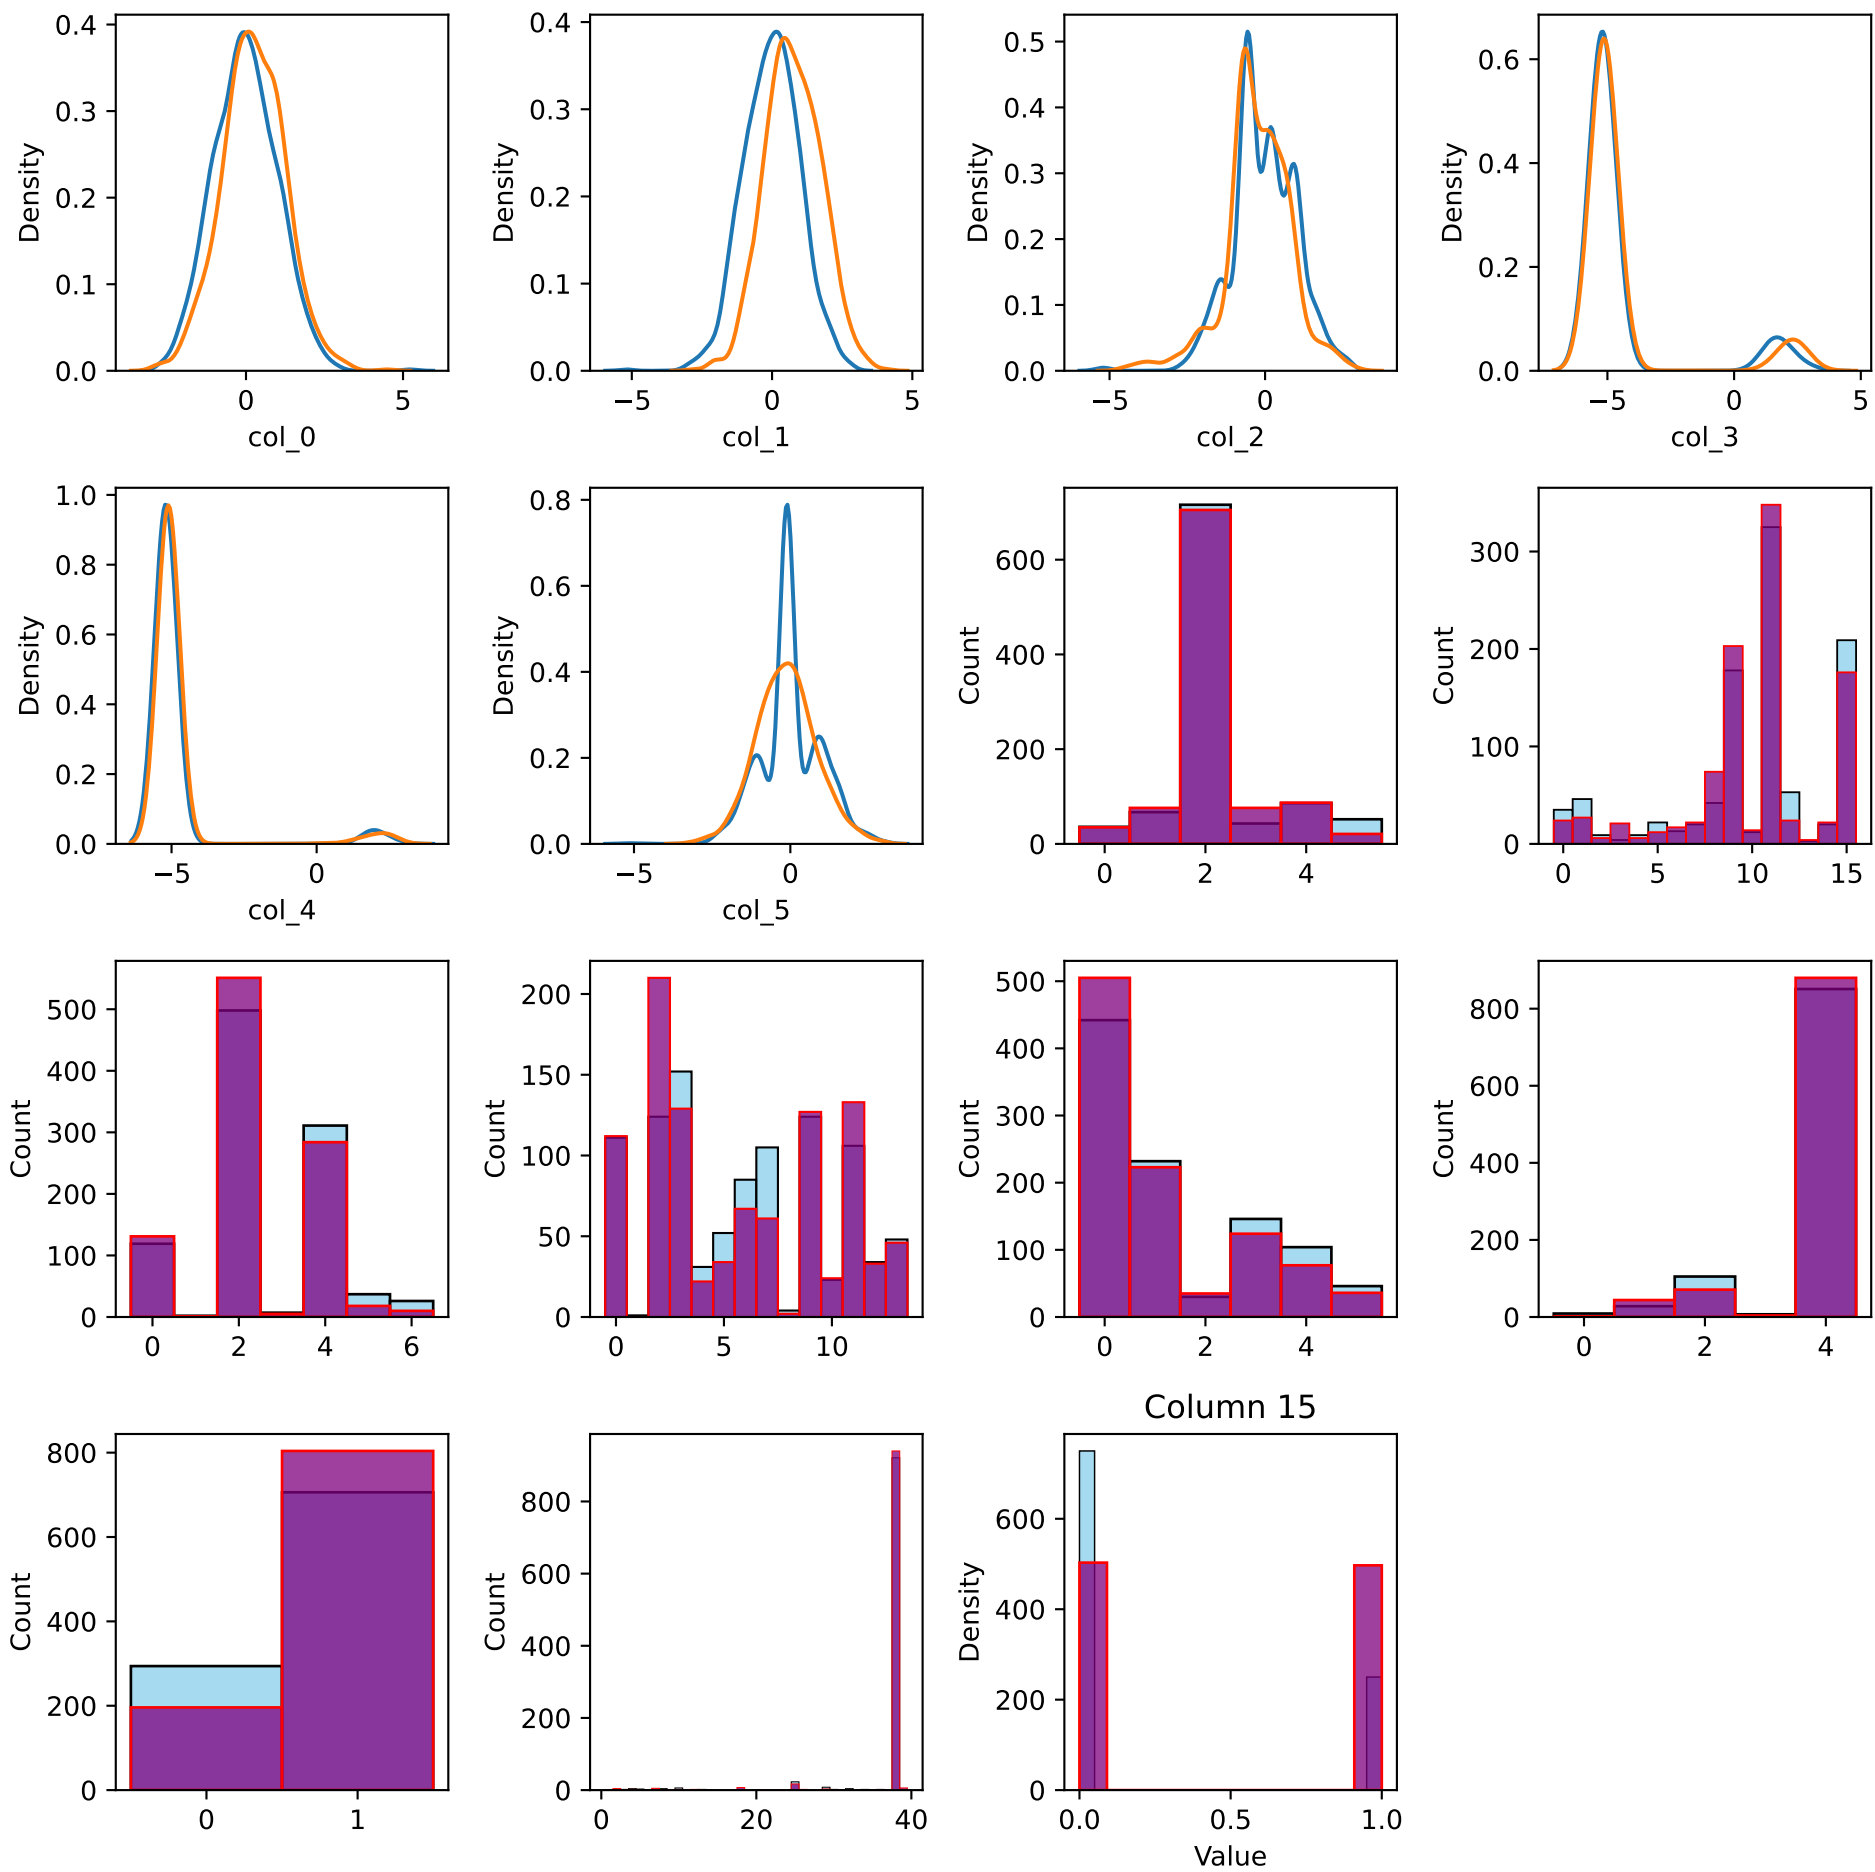 0.4
0.3
0.2
0.1
0.0
Density
0 5
col_0
0.4
0.3
0.2
0.1
0.0
Density
−5 0 5
col_1
0.5
0.4
0.3
0.2
0.1
0.0
Density
−5 0
col_2
0.6
0.4
0.2
0.0
Density
−5 0 5
col_3
1.0
0.8
0.6
0.4
0.2
0.0
Density
−5 0
col_4
0.8
0.6
0.4
0.2
0.0
Density
−5 0
col_5
600
400
200
0
Count
0 2 4
300
200
100
0
Count
0 5 10 15
500
400
300
200
100
0
Count
0 2 4 6
200
150
100
50
0
Count
0 5 10
500
400
300
200
100
0
Count
0 2 4
800
600
400
200
0
Count
0 2 4
800
600
400
200
0
Count
0 1
800
600
400
200
0
Count
0 20 40
Column 15
600
400
200
0
Density
0.0 0.5 1.0
Value